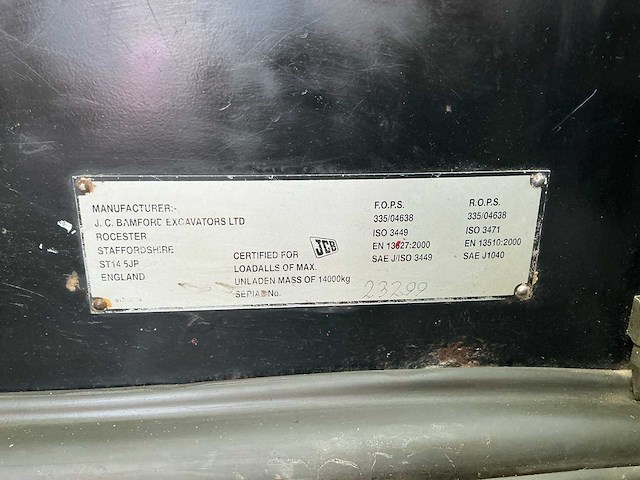 MANUFACTURER:-
J. C. BAMFORD EXCAVATORS LTD
ROCESTER
STAFFORDSHIRE
ST14 5JP
ENGLAND
CERTIFIED FOR JCB
LOADALLS OF MAX.
UNLADEN MASS OF 14000kg
SERIAL No. 23299
F.O.P.S.
335/04638
ISO 3449
EN 13627:2000
SAE J/ISO 3449
R.O.P.S.
335/04638
ISO 3471
EN 13510:2000
SAE J1040